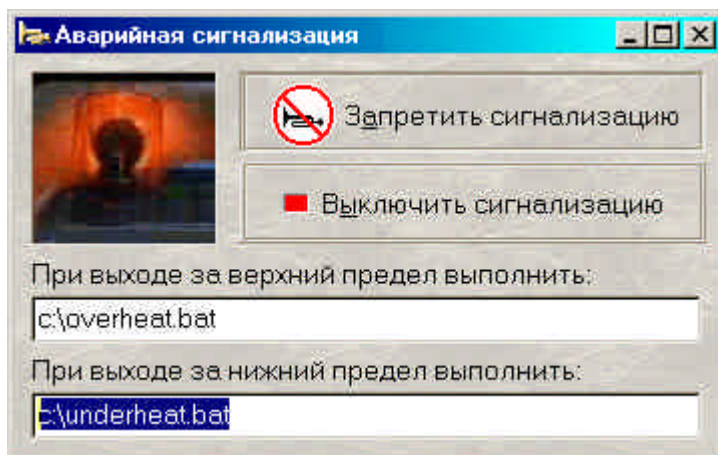 Аварийная сигнализация
Запретить сигнализацию
Выключить сигнализацию
При выходе за верхний предел выполнить:
c:\overheat.bat
При выходе за нижний предел выполнить:
c:\underheat.bat